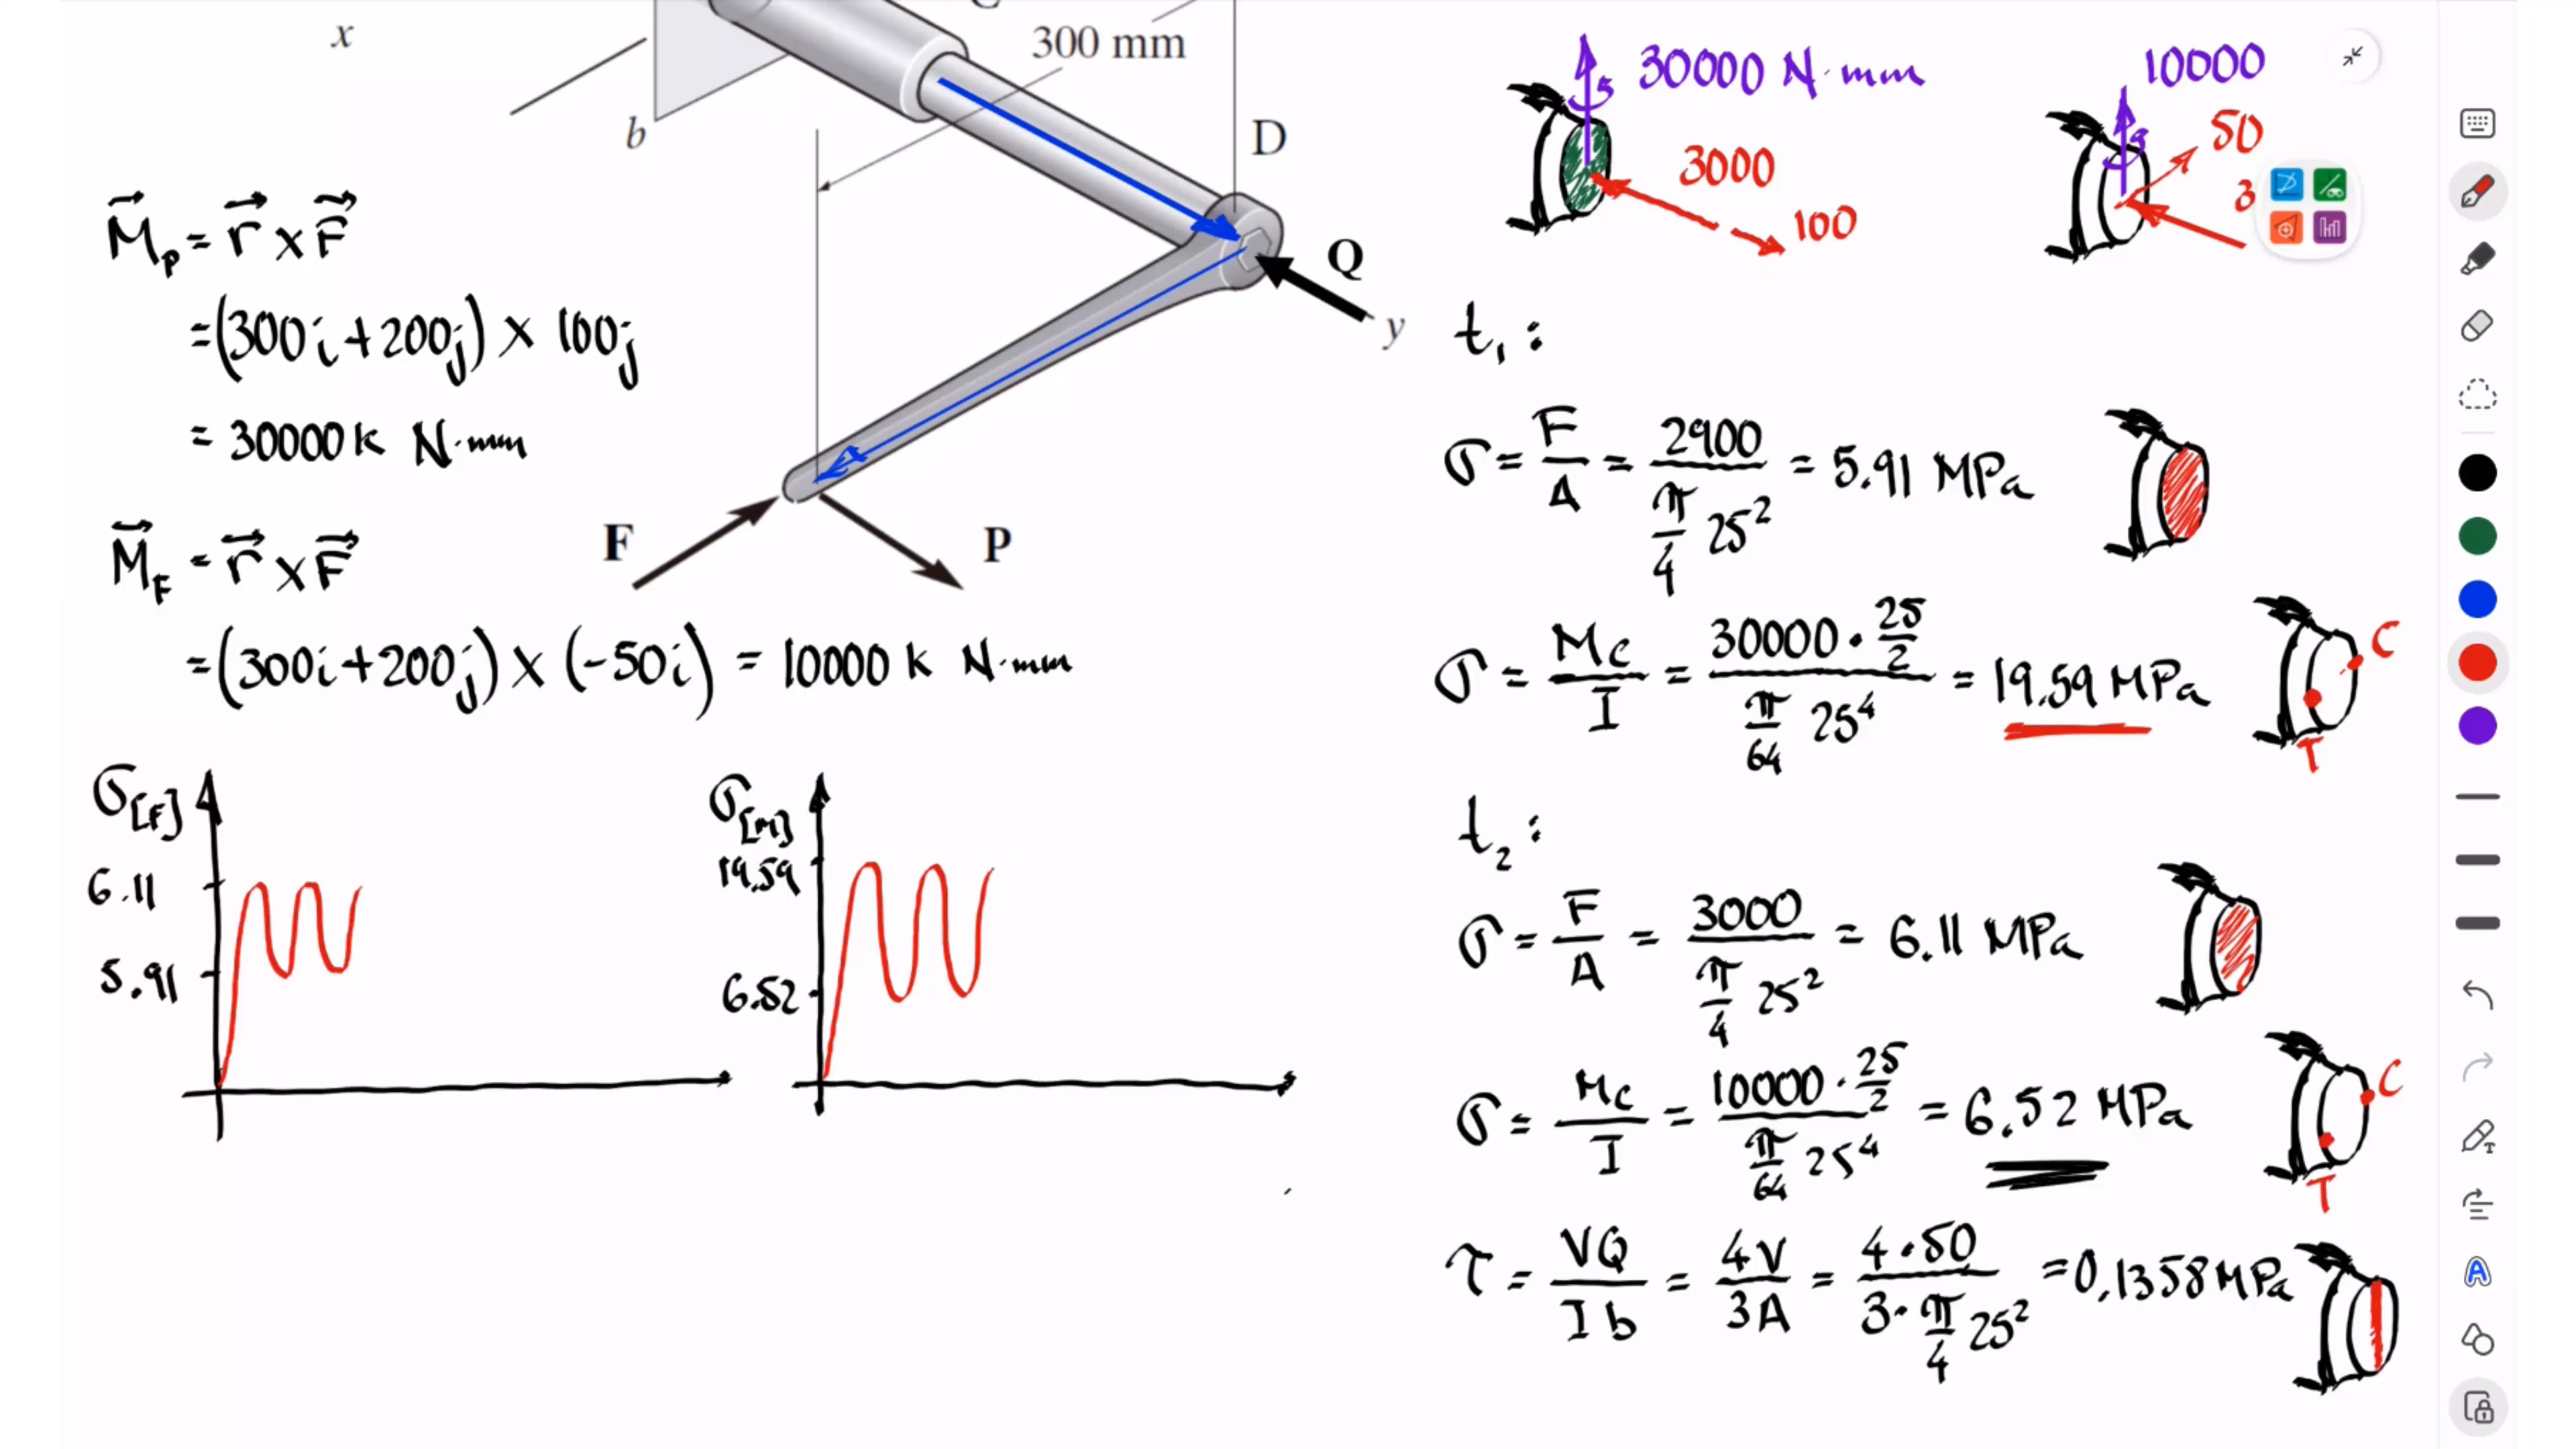 x
C
300 mm
b
D
Q
y
F
P
M⃗p = r⃗ × F⃗
= (300i + 200j) × 100j
= 30000k N·mm
M⃗F = r⃗ × F⃗
= (300i + 200j) × (-50i) = 10000 k N·mm
σ[F]
6.11
5.91
σ[M]
19.59
6.52
30000 N·mm
3000
100
10000
50
3
t₁ :
σ = F/A = 2900 / (π/4 25²) = 5.91 MPa
σ = Mc/I = 30000 · 25/2 / (π/64 25⁴) = 19.59 MPa
C
T
t₂ :
σ = F/A = 3000 / (π/4 25²) = 6.11 MPa
σ = Mc/I = 10000 · 25/2 / (π/64 25⁴) = 6.52 MPa
C
T
τ = VQ/Ib = 4V/3A = 4·50 / (3·π/4 25²) = 0.1358 MPa
A